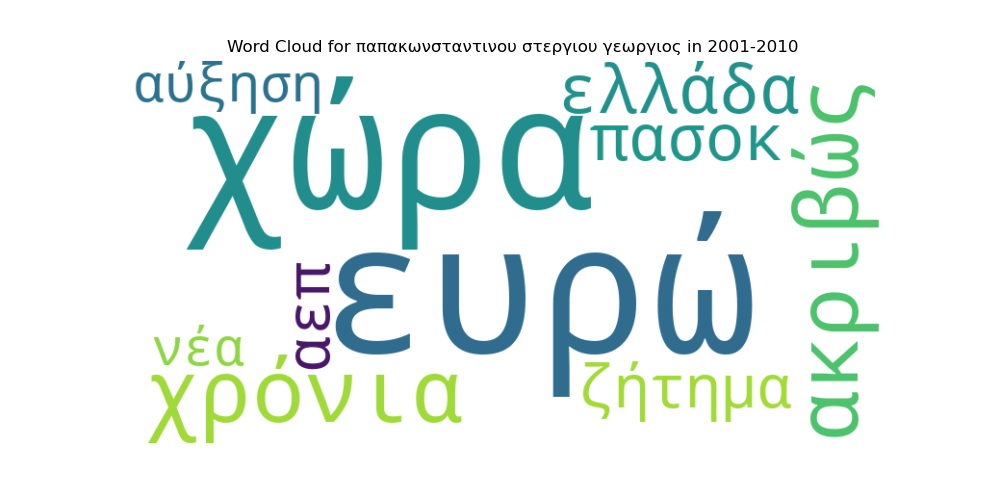 Word Cloud for παπακωνσταντινου στεργιου γεωργιος in 2001-2010
αύξηση
χώρα
ελλάδα
πασοκ
ακριβώς
ευρώ
αεπ
νέα
χρόνια
ζήτημα